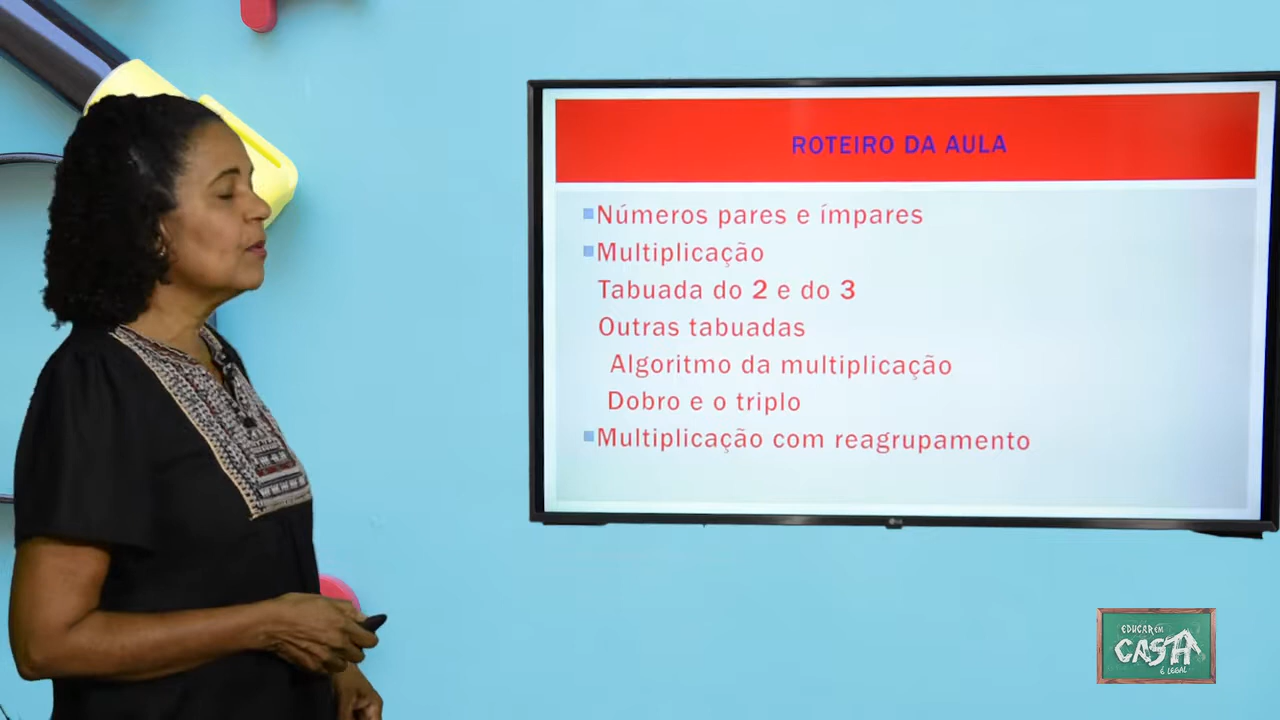 ROTEIRO DA AULA
Números pares e ímpares
Multiplicação
Tabuada do 2 e do 3
Outras tabuadas
Algoritmo da multiplicação
Dobro e o triplo
Multiplicação com reagrupamento
LG
EDUCAR EM
CASA
É LEGAL